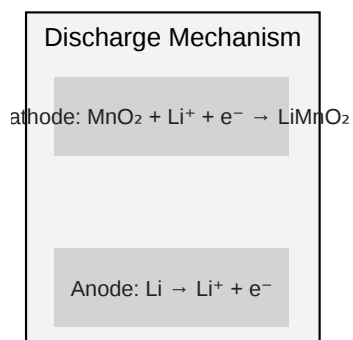 Discharge Mechanism
athode: MnO₂ + Li⁺ + e⁻ → LiMnO₂
Anode: Li → Li⁺ + e⁻